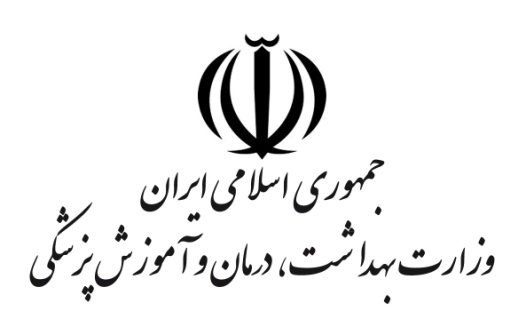 جمهوری اسلامی ایران
وزارت بهداشت، درمان و آموزش پزشکی